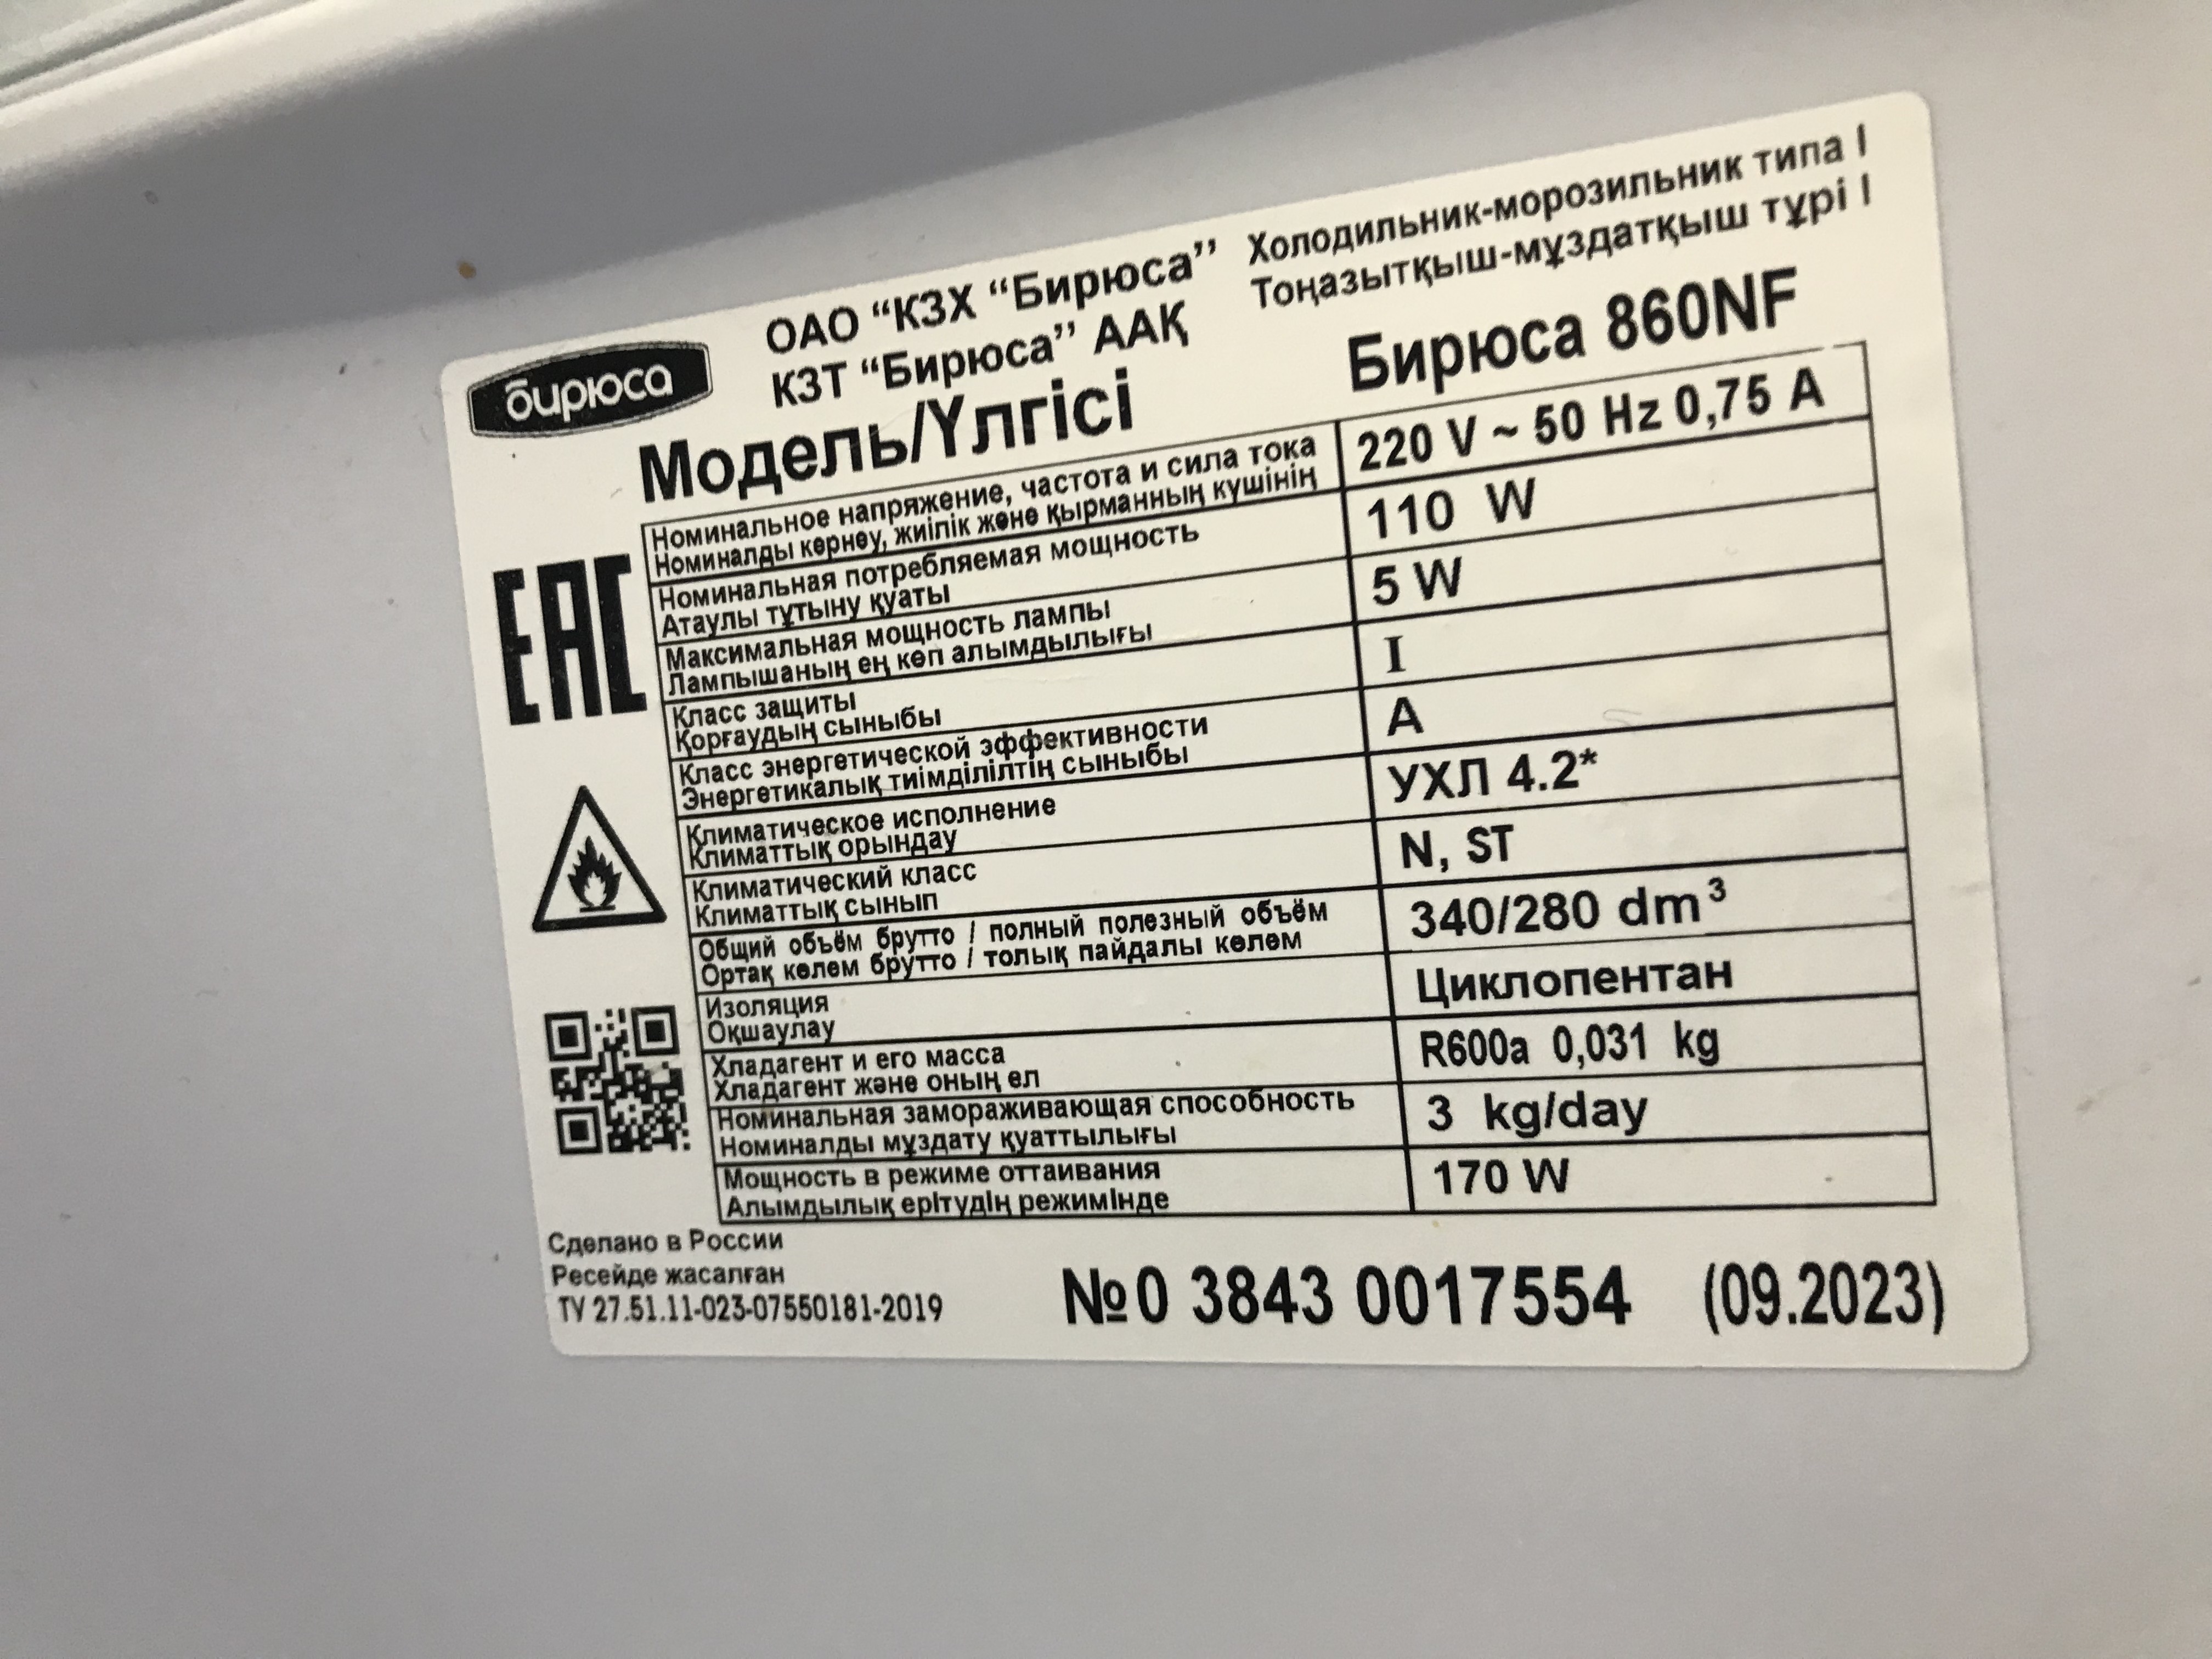 бирюса
ОАО “КЗХ “Бирюса”
КЗТ “Бирюса” ААҚ
Холодильник-морозильник типа I
Тоңазытқыш-мұздатқыш түрі I
Модель/Үлгісі
Бирюса 860NF
Номинальное напряжение, частота и сила тока
Номиналды көрнеу, жиілік және қырманның күшінің
220 V ~ 50 Hz 0,75 A
Номинальная потребляемая мощность
Атаулы тұтыну қуаты
110 W
Максимальная мощность лампы
Лампышаның ең көп алымдылығы
5 W
Класс защиты
Қорғаудың сыныбы
I
Класс энергетической эффективности
Энергетикалық тиімділілтің сыныбы
A
Климатическое исполнение
Климаттық орындау
УХЛ 4.2*
Климатический класс
Климаттық сынып
N, ST
Общий объём брутто / полный полезный объём
Ортақ көлем брутто / толық пайдалы көлем
340/280 dm³
Изоляция
Оқшаулау
Циклопентан
Хладагент и его масса
Хладагент және оның ел
R600a 0,031 kg
Номинальная замораживающая способность
Номиналды мұздату қуаттылығы
3 kg/day
Мощность в режиме оттаивания
Алымдылық ерітудің режимінде
170 W
EAC
Сделано в России
Ресейде жасалған
ТУ 27.51.11-023-07550181-2019
№0 3843 0017554 (09.2023)